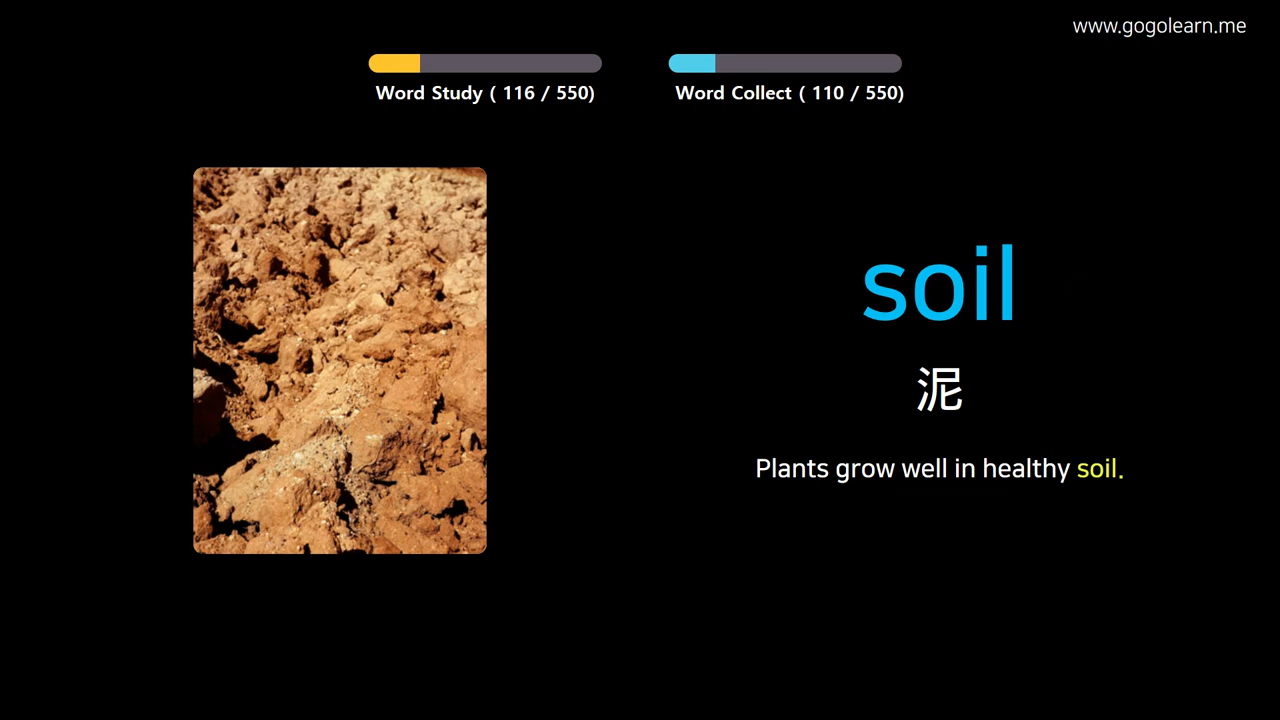 www.gogolearn.me
Word Study ( 116 / 550)
Word Collect ( 110 / 550)
soil
泥
Plants grow well in healthy soil.